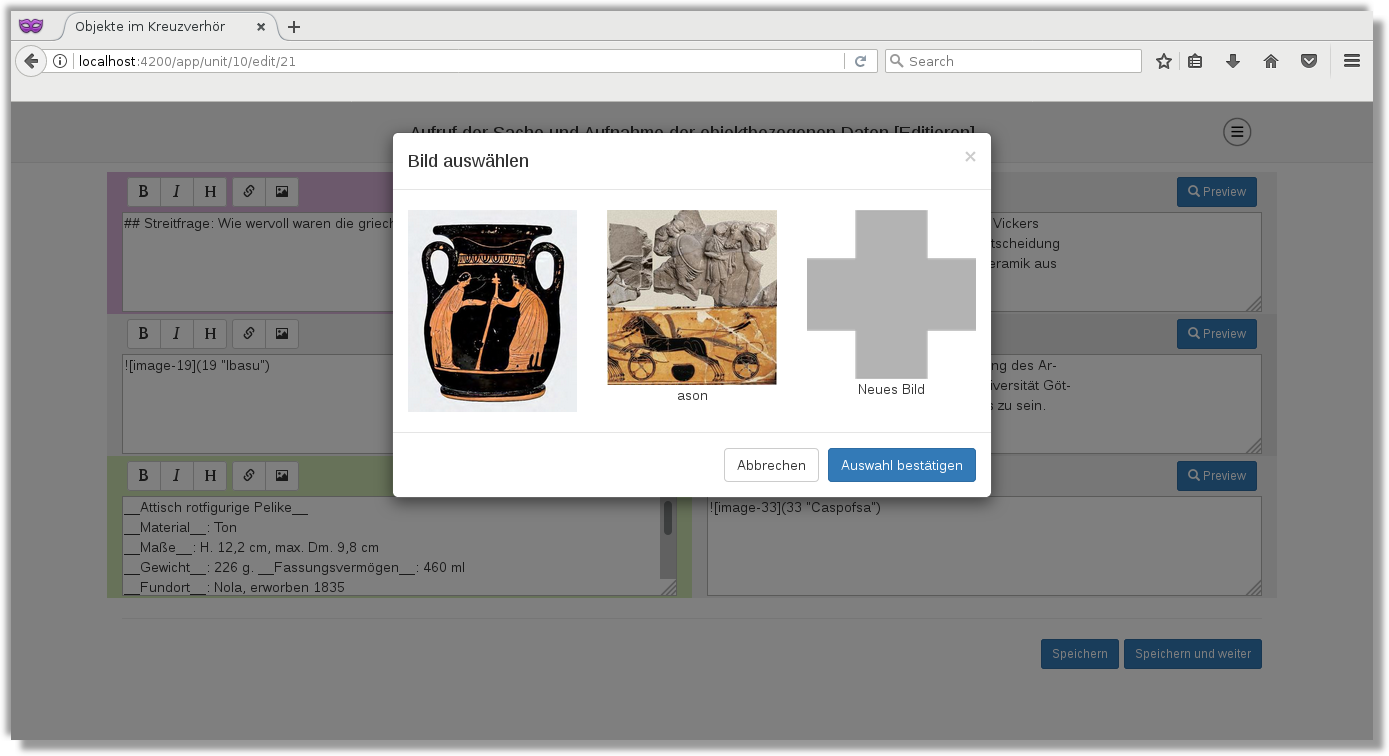 Objekte im Kreuzverhör
localhost:4200/app/unit/10/edit/21
Search
Aufruf der Sache und Aufnahme der objektbezogenen Daten [Editieren]
Bild auswählen
×
ason
Neues Bild
Abbrechen
Auswahl bestätigen
B I H
Preview
## Streitfrage: Wie wervoll waren die griech
Vickers
tscheidung
eramik aus
B I H
Preview
![image-19](19 "Ibasu")
ng des Ar-
iversität Göt-
s zu sein.
B I H
Preview
__Attisch rotfigurige Pelike__
__Material__: Ton
__Maße__: H. 12,2 cm, max. Dm. 9,8 cm
__Gewicht__: 226 g. __Fassungsvermögen__: 460 ml
__Fundort__: Nola, erworben 1835
![image-33](33 "Caspofsa")
Speichern
Speichern und weiter